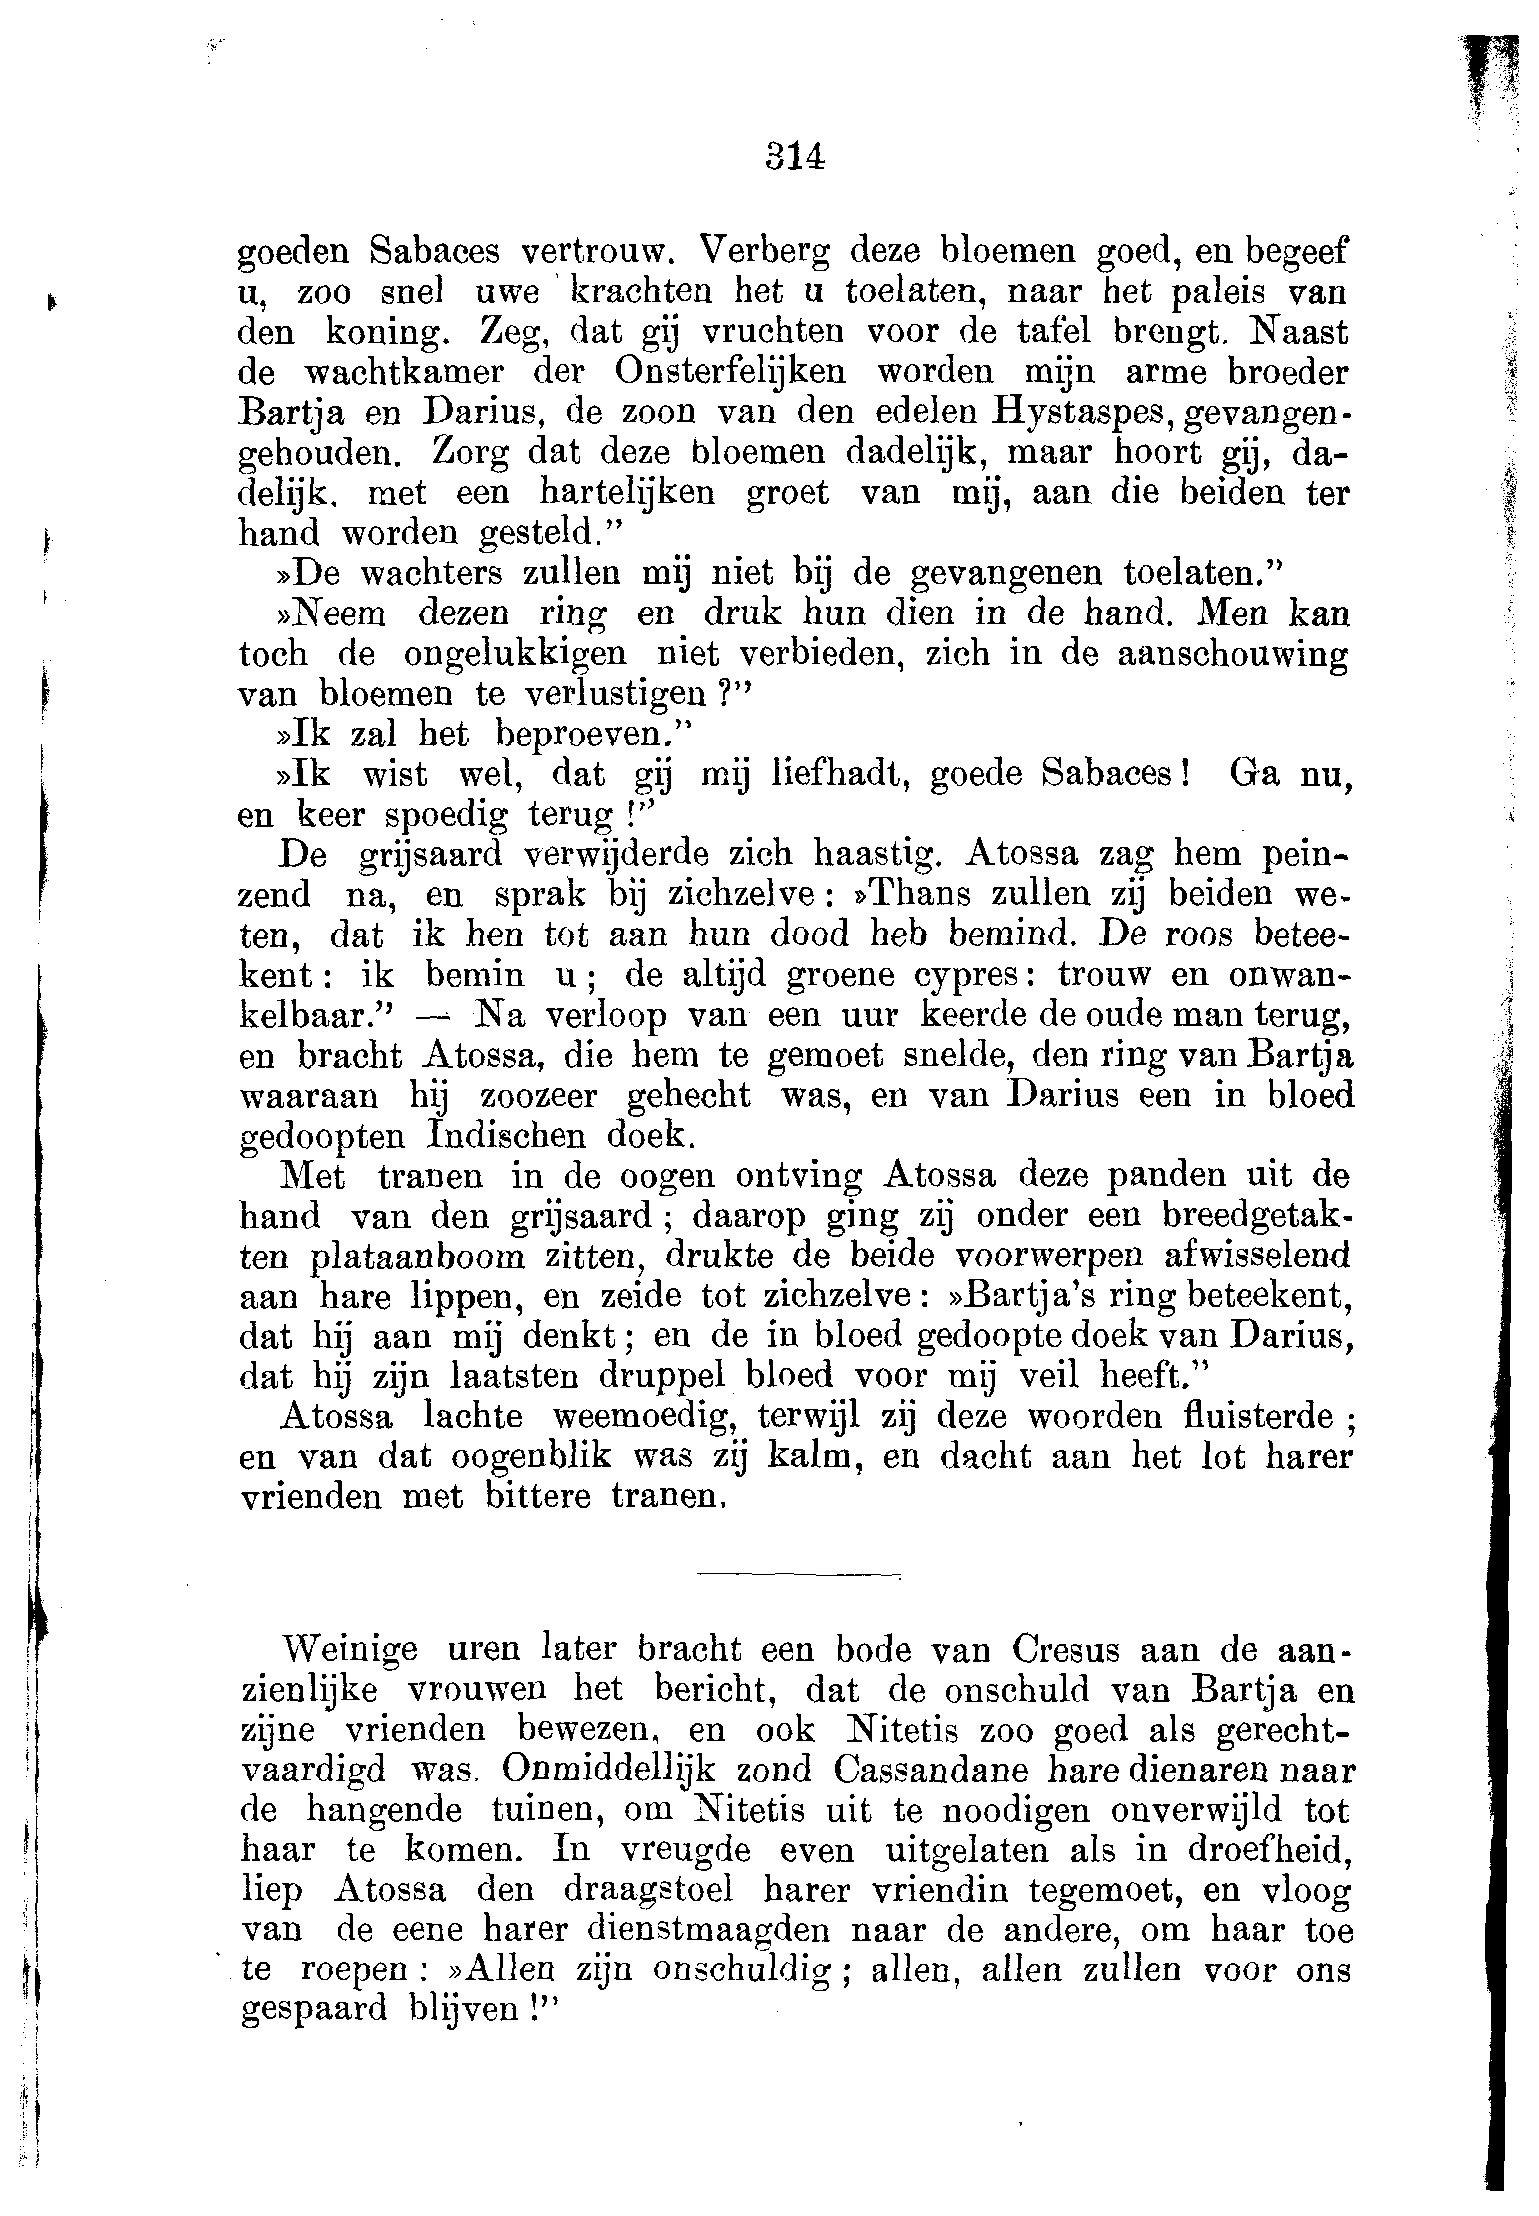 314
goeden Sabaces vertrouw. Verberg deze bloemen goed, en begeef
u, zoo snel uwe krachten het u toelaten, naar het paleis van
den koning. Zeg, dat gij vruchten voor de tafel brengt. Naast
de wachtkamer der Onsterfelijken worden mijn arme broeder
Bartja en Darius, de zoon van den edelen Hystaspes, gevangen-
gehouden. Zorg dat deze bloemen dadelijk, maar hoort gij, da-
delijk. met een hartelijken groet van mij, aan die beiden ter
hand worden gesteld.”
»De wachters zullen mij niet bij de gevangenen toelaten.”
»Neem dezen ring en druk hun dien in de hand. Men kan
toch de ongelukkigen niet verbieden, zich in de aanschouwing
van bloemen te verlustigen ?”
»Ik zal het beproeven.”
»Ik wist wel, dat gij mij liefhadt, goede Sabaces! Ga nu,
en keer spoedig terug !”
De grijsaard verwijderde zich haastig. Atossa zag hem pein-
zend na, en sprak bij zichzelve : »Thans zullen zij beiden we-
ten, dat ik hen tot aan hun dood heb bemind. De roos betee-
kent : ik bemin u ; de altijd groene cypres : trouw en onwan-
kelbaar.” — Na verloop van een uur keerde de oude man terug,
en bracht Atossa, die hem te gemoet snelde, den ring van Bartja
waaraan hij zoozeer gehecht was, en van Darius een in bloed
gedoopten Indischen doek.
Met tranen in de oogen ontving Atossa deze panden uit de
hand van den grijsaard ; daarop ging zij onder een breedgetak-
ten plataanboom zitten, drukte de beide voorwerpen afwisselend
aan hare lippen, en zeide tot zichzelve : »Bartja's ring beteekent,
dat hij aan mij denkt ; en de in bloed gedoopte doek van Darius,
dat hij zijn laatsten druppel bloed voor mij veil heeft.”
Atossa lachte weemoedig, terwijl zij deze woorden fluisterde ;
en van dat oogenblik was zij kalm, en dacht aan het lot harer
vrienden met bittere tranen.
Weinige uren later bracht een bode van Cresus aan de aan-
zienlijke vrouwen het bericht, dat de onschuld van Bartja en
zijne vrienden bewezen, en ook Nitetis zoo goed als gerecht-
vaardigd was. Onmiddellijk zond Cassandane hare dienaren naar
de hangende tuinen, om Nitetis uit te noodigen onverwijld tot
haar te komen. In vreugde even uitgelaten als in droefheid,
liep Atossa den draagstoel harer vriendin tegemoet, en vloog
van de eene harer dienstmaagden naar de andere, om haar toe
te roepen : »Allen zijn onschuldig ; allen, allen zullen voor ons
gespaard blijven !”